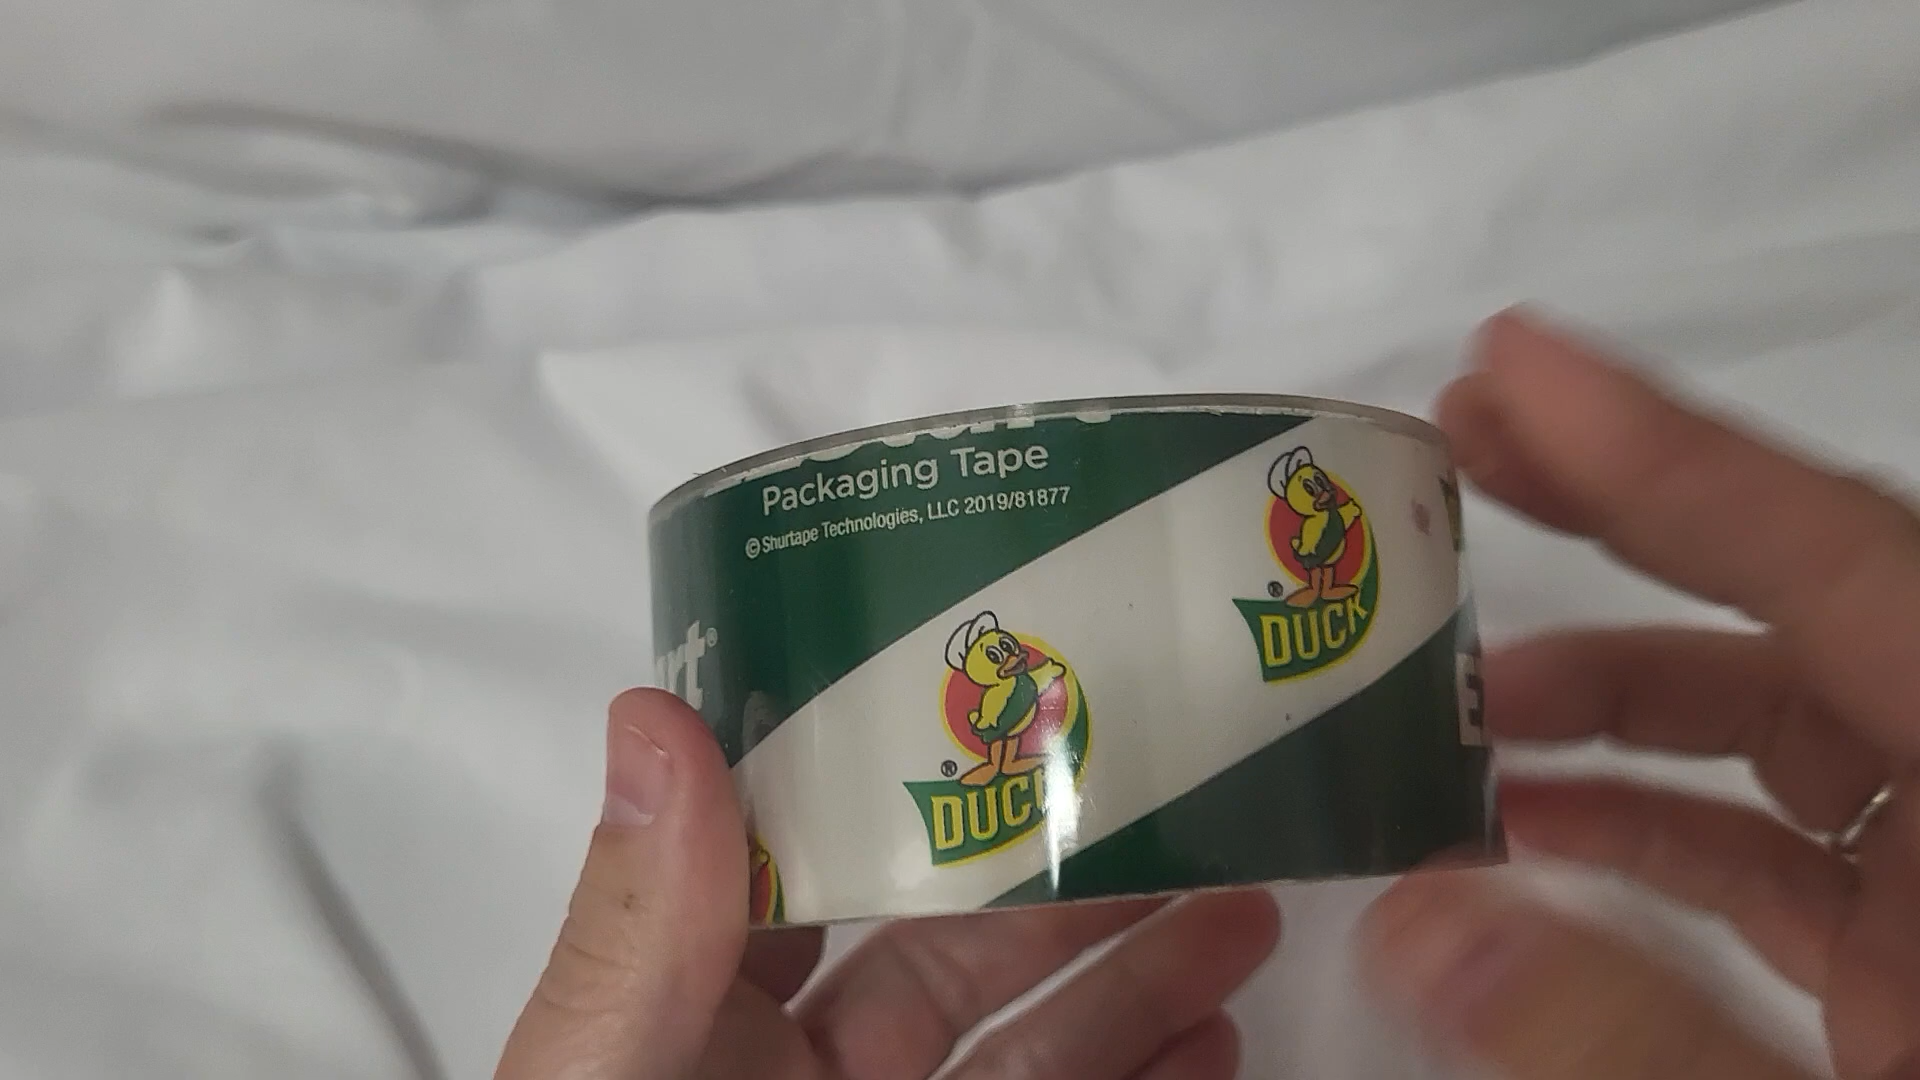 Packaging Tape
© Shurtape Technologies, LLC 2019/81877
®
® DUCK
® DUCK